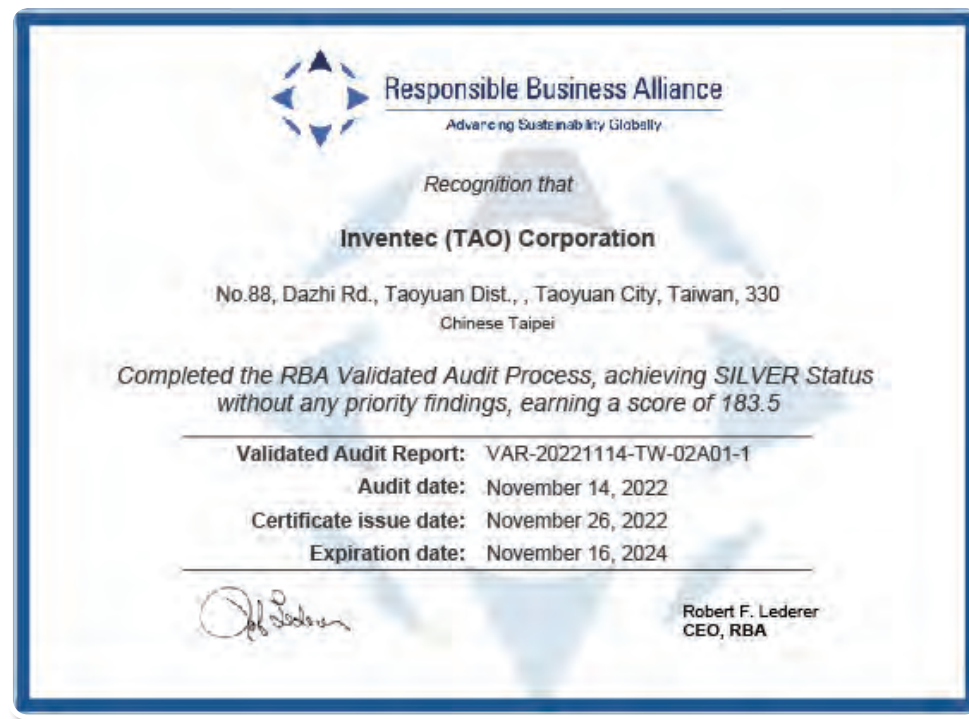 Responsible Business Alliance
Advancing Sustainability Globally
Recognition that
Inventec (TAO) Corporation
No.88, Dazhi Rd., Taoyuan Dist., , Taoyuan City, Taiwan, 330
Chinese Taipei
Completed the RBA Validated Audit Process, achieving SILVER Status
without any priority findings, earning a score of 183.5
Validated Audit Report: VAR-20221114-TW-02A01-1
Audit date: November 14, 2022
Certificate issue date: November 26, 2022
Expiration date: November 16, 2024
Robert F. Lederer
CEO, RBA